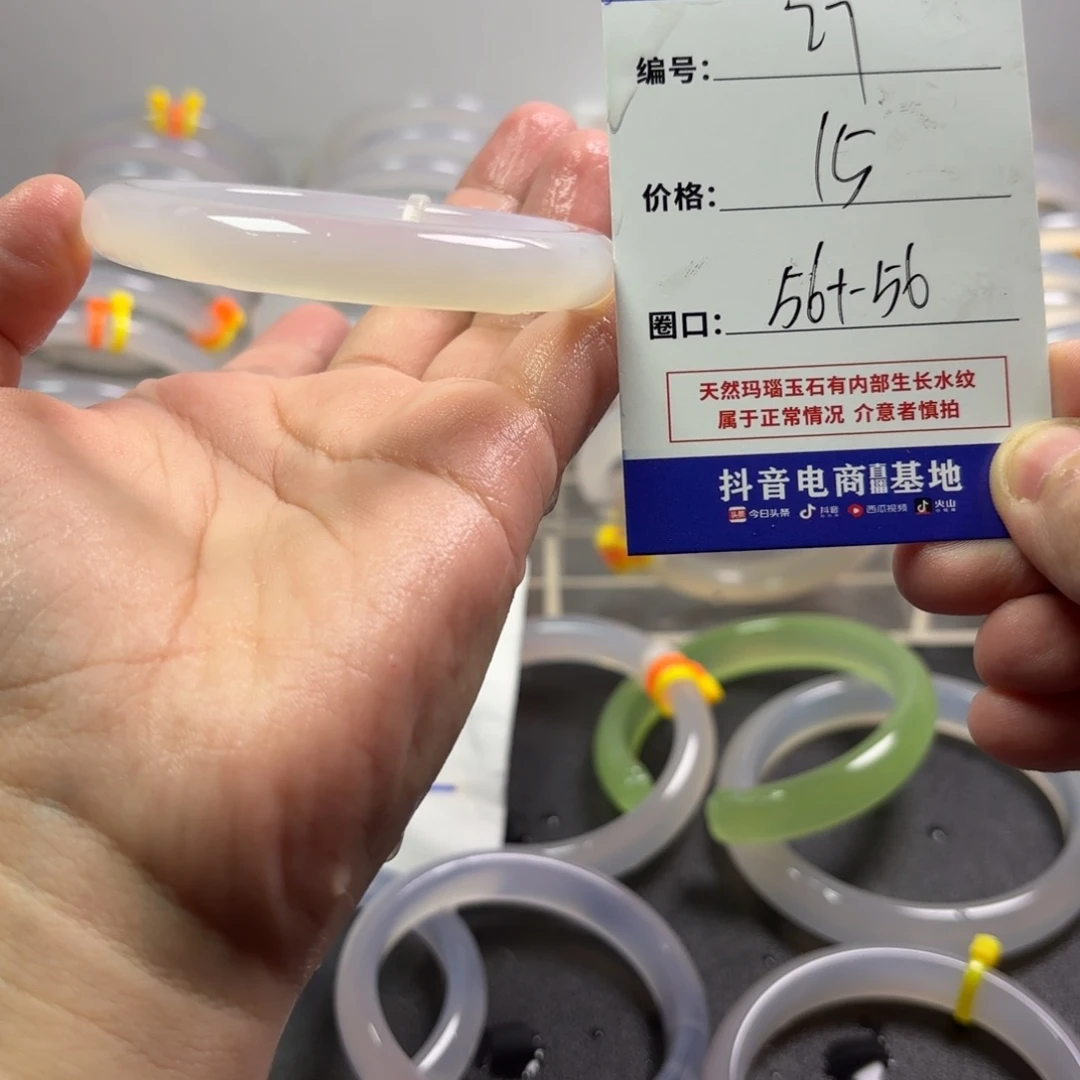 编号: 27
价格: 15
圈口: 56+-56
天然玛瑙玉石有内部生长水纹
属于正常情况 介意者慎拍
抖音电商直播基地
头条 今日头条 抖音 西瓜视频 火山